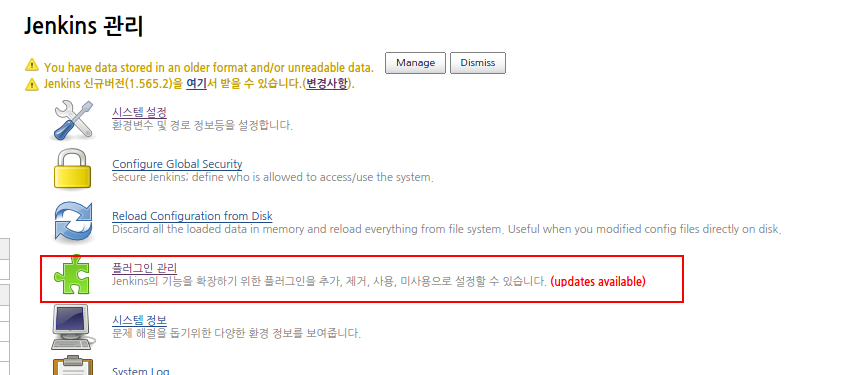 Jenkins 관리
You have data stored in an older format and/or unreadable data. Manage Dismiss
Jenkins 신규버전(1.565.2)을 여기서 받을 수 있습니다.(변경사항).
시스템 설정
환경변수 및 경로 정보등을 설정합니다.
Configure Global Security
Secure Jenkins; define who is allowed to access/use the system.
Reload Configuration from Disk
Discard all the loaded data in memory and reload everything from file system. Useful when you modified config files directly on disk.
플러그인 관리
Jenkins의 기능을 확장하기 위한 플러그인을 추가, 제거, 사용, 미사용으로 설정할 수 있습니다. (updates available)
시스템 정보
문제 해결을 돕기위한 다양한 환경 정보를 보여줍니다.
System Log